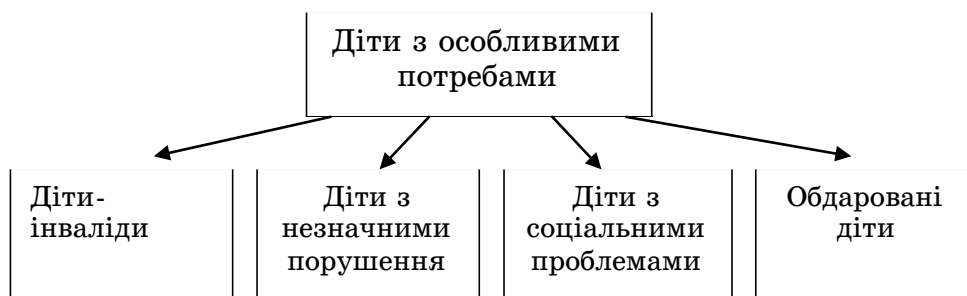 Діти з особливими
потребами
Діти-
інваліди
Діти з
незначними
порушення
Діти з
соціальними
проблемами
Обдаровані
діти